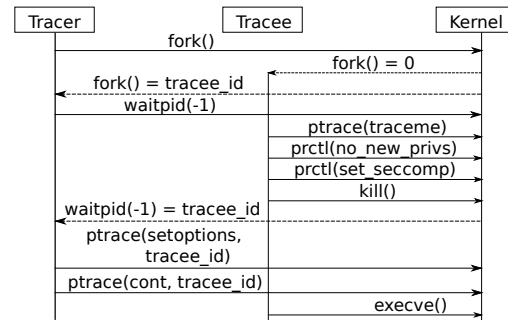 Tracer Tracee Kernel
fork()
fork() = 0
fork() = tracee_id
waitpid(-1)
ptrace(traceme)
prctl(no_new_privs)
prctl(set_seccomp)
kill()
waitpid(-1) = tracee_id
ptrace(setoptions,
tracee_id)
ptrace(cont, tracee_id)
execve()